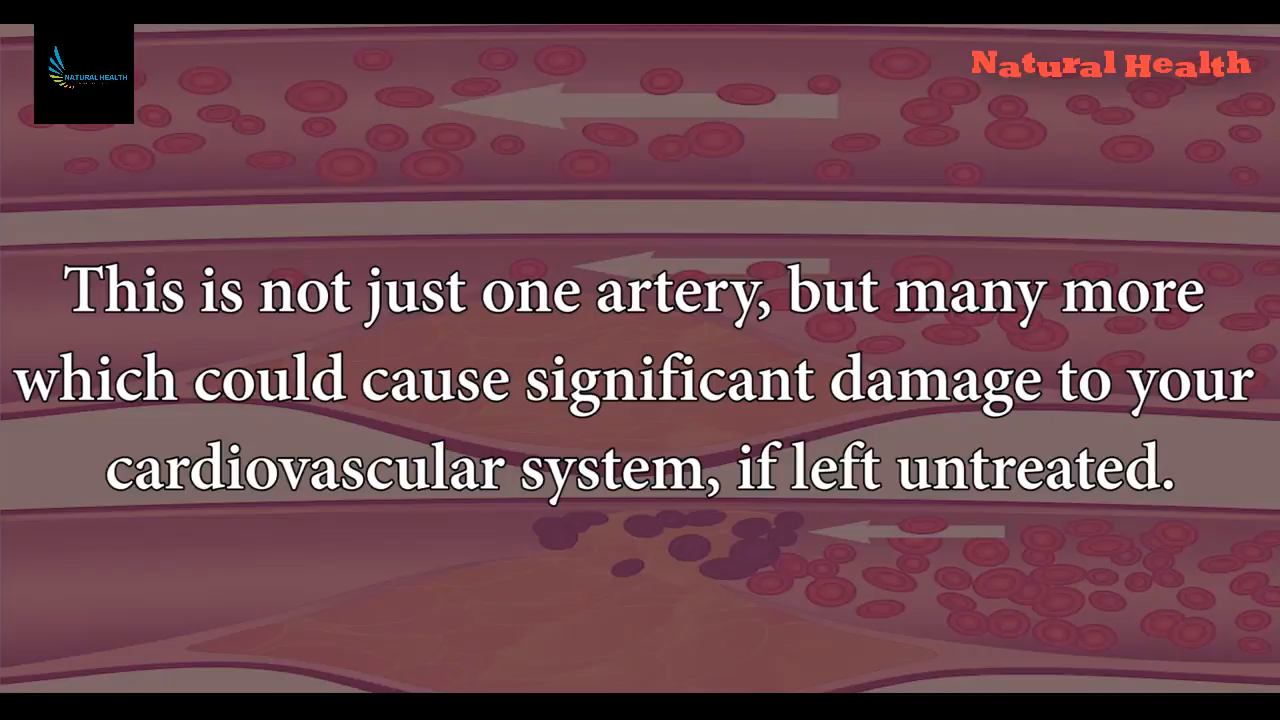 Natural Health
NATURAL HEALTH
This is not just one artery, but many more
which could cause significant damage to your
cardiovascular system, if left untreated.